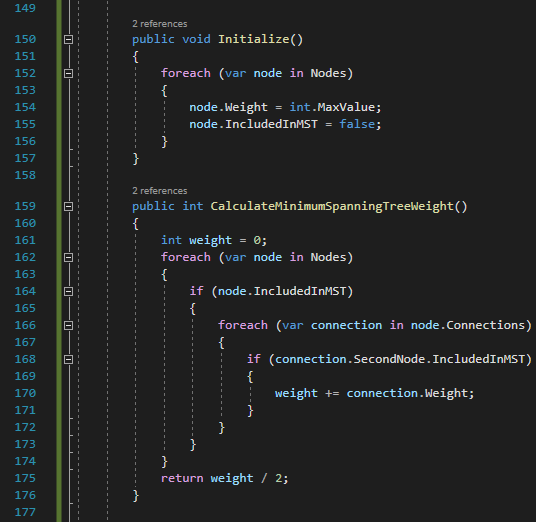 149
2 references
150 public void Initialize()
151 {
152 foreach (var node in Nodes)
153 {
154 node.Weight = int.MaxValue;
155 node.IncludedInMST = false;
156 }
157 }
158
2 references
159 public int CalculateMinimumSpanningTreeWeight()
160 {
161 int weight = 0;
162 foreach (var node in Nodes)
163 {
164 if (node.IncludedInMST)
165 {
166 foreach (var connection in node.Connections)
167 {
168 if (connection.SecondNode.IncludedInMST)
169 {
170 weight += connection.Weight;
171 }
172 }
173 }
174 }
175 return weight / 2;
176 }
177